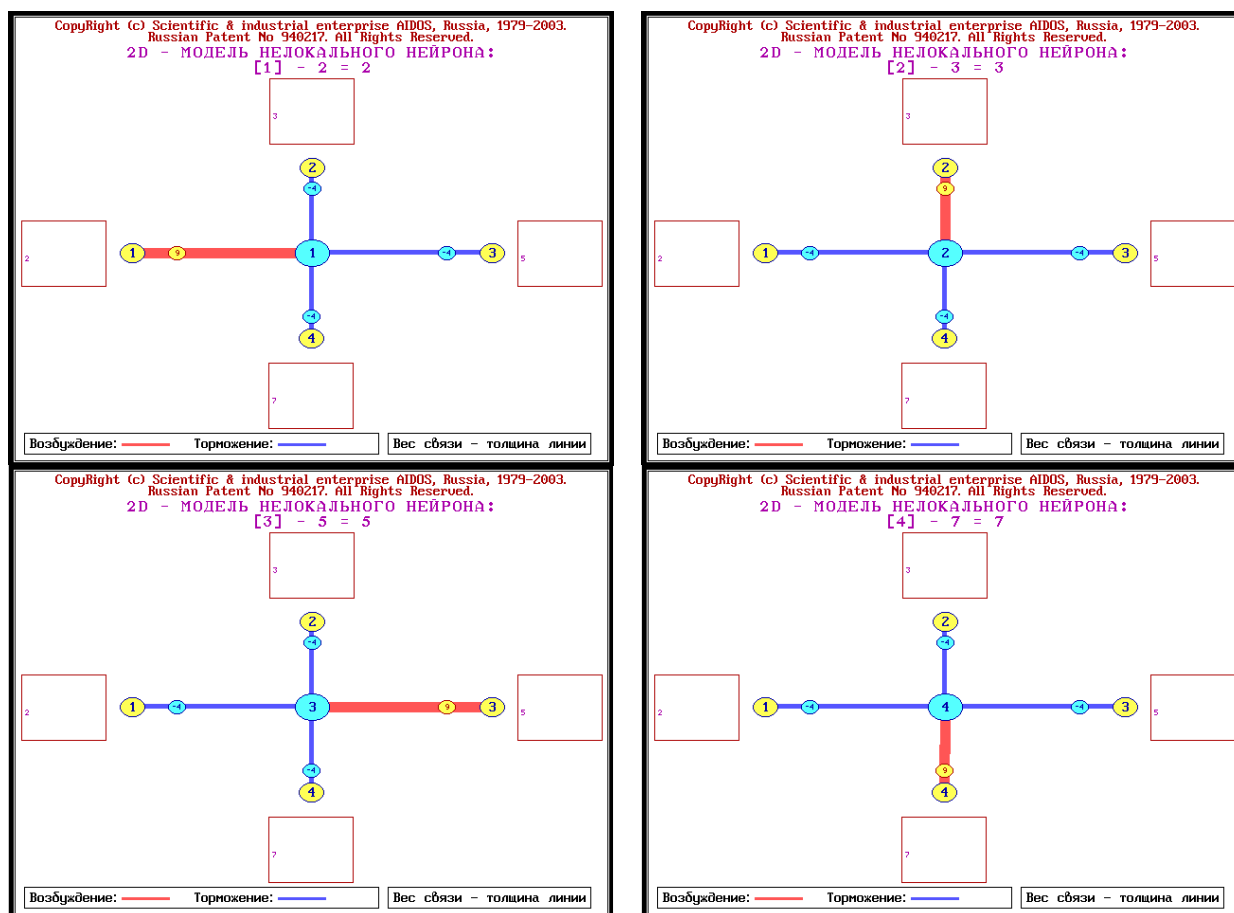 CopyRight (c) Scientific & industrial enterprise AIDOS, Russia, 1979-2003.
Russian Patent No 940217. All Rights Reserved.
2D - МОДЕЛЬ НЕЛОКАЛЬНОГО НЕЙРОНА:
[1] - 2 = 2
3
2
-4
2
1
9
1
-4
3
5
-4
4
7
Возбуждение:
Торможение:
Вес связи - толщина линии
CopyRight (c) Scientific & industrial enterprise AIDOS, Russia, 1979-2003.
Russian Patent No 940217. All Rights Reserved.
2D - МОДЕЛЬ НЕЛОКАЛЬНОГО НЕЙРОНА:
[2] - 3 = 3
3
2
9
2
1
-4
2
-4
3
5
-4
4
7
Возбуждение:
Торможение:
Вес связи - толщина линии
CopyRight (c) Scientific & industrial enterprise AIDOS, Russia, 1979-2003.
Russian Patent No 940217. All Rights Reserved.
2D - МОДЕЛЬ НЕЛОКАЛЬНОГО НЕЙРОНА:
[3] - 5 = 5
3
2
-4
2
1
-4
3
9
3
5
-4
4
7
Возбуждение:
Торможение:
Вес связи - толщина линии
CopyRight (c) Scientific & industrial enterprise AIDOS, Russia, 1979-2003.
Russian Patent No 940217. All Rights Reserved.
2D - МОДЕЛЬ НЕЛОКАЛЬНОГО НЕЙРОНА:
[4] - 7 = 7
3
2
-4
2
1
-4
4
-4
3
5
9
4
7
Возбуждение:
Торможение:
Вес связи - толщина линии